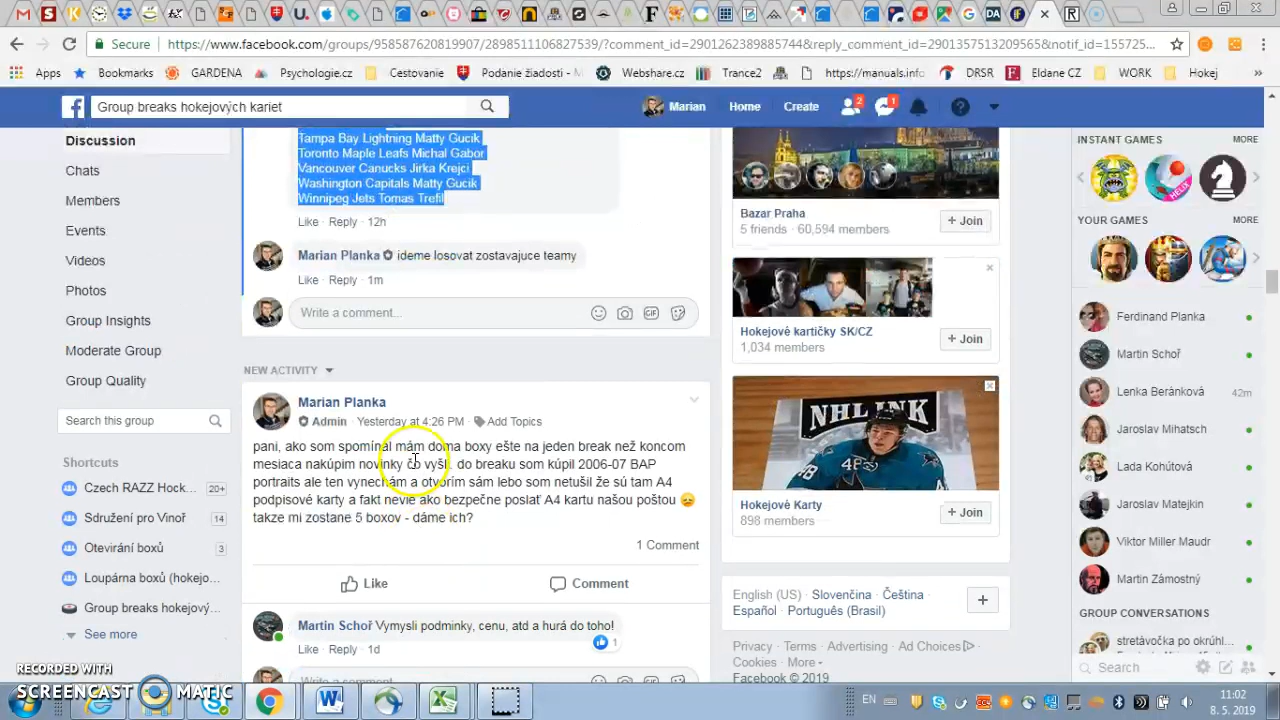 Secure
https://www.facebook.com/groups/958587620819907/2898511106827539/?comment_id=2901262389885744&reply_comment_id=2901357513209565&notif_id=155725...
Apps
Bookmarks
GARDENA
Psychologie.cz
Cestovanie
Podanie žiadosti - M
Webshare.cz
Trance2
https://manuals.info
DRSR
Eldane CZ
WORK
Hokej
»
Group breaks hokejových kariet
Marian
Home
Create
2
1
Discussion
Chats
Members
Events
Videos
Photos
Group Insights
Moderate Group
Group Quality
Search this group
Shortcuts
Czech RAZZ Hock...
20+
Sdružení pro Vinoř
14
Otevírání boxů
3
Loupárna boxů (hokejo...
Group breaks hokejový...
See more
Tampa Bay Lightning Matty Gucik
Toronto Maple Leafs Michal Gabor
Vancouver Canucks Jirka Krejci
Washington Capitals Matty Gucik
Winnipeg Jets Tomas Trefil
Like · Reply · 12h
Marian Planka ideme losovat zostavajuce teamy
Like · Reply · 1m
Write a comment...
NEW ACTIVITY
Marian Planka
Admin · Yesterday at 4:26 PM · Add Topics
pani, ako som spomínal mám doma boxy ešte na jeden break než koncom
mesiaca nakúpim novinky čo vyšli. do breaku som kúpil 2006-07 BAP
portraits ale ten vynechám a otvorím sám lebo som netušil že sú tam A4
podpisové karty a fakt nevie ako bezpečne poslať A4 kartu našou poštou
takze mi zostane 5 boxov - dáme ich?
1 Comment
Like
Comment
Martin Schoř Vymysli podminky, cenu, atd a hurá do toho!
1
Like · Reply · 1d
Bazar Praha
5 friends · 60,594 members
+ Join
Hokejové kartičky SK/CZ
1,034 members
+ Join
NHL INK
48
Hokejové Karty
898 members
+ Join
English (US) · Slovenčina · Čeština ·
Español · Português (Brasil)
Privacy · Terms · Advertising · Ad Choices
Cookies · More
Facebook © 2019
INSTANT GAMES
MORE
HELIX
YOUR GAMES
MORE
Ferdinand Planka
Martin Schoř
Lenka Beránková
42m
Jaroslav Mihatsch
Lada Kohútová
Jaroslav Matejkin
Viktor Miller Maudr
Martin Zámostný
GROUP CONVERSATIONS
stretávočka po okrúhl...
Search
RECORDED WITH
SCREENCAST MATIC
EN
11:02
8. 5. 2019